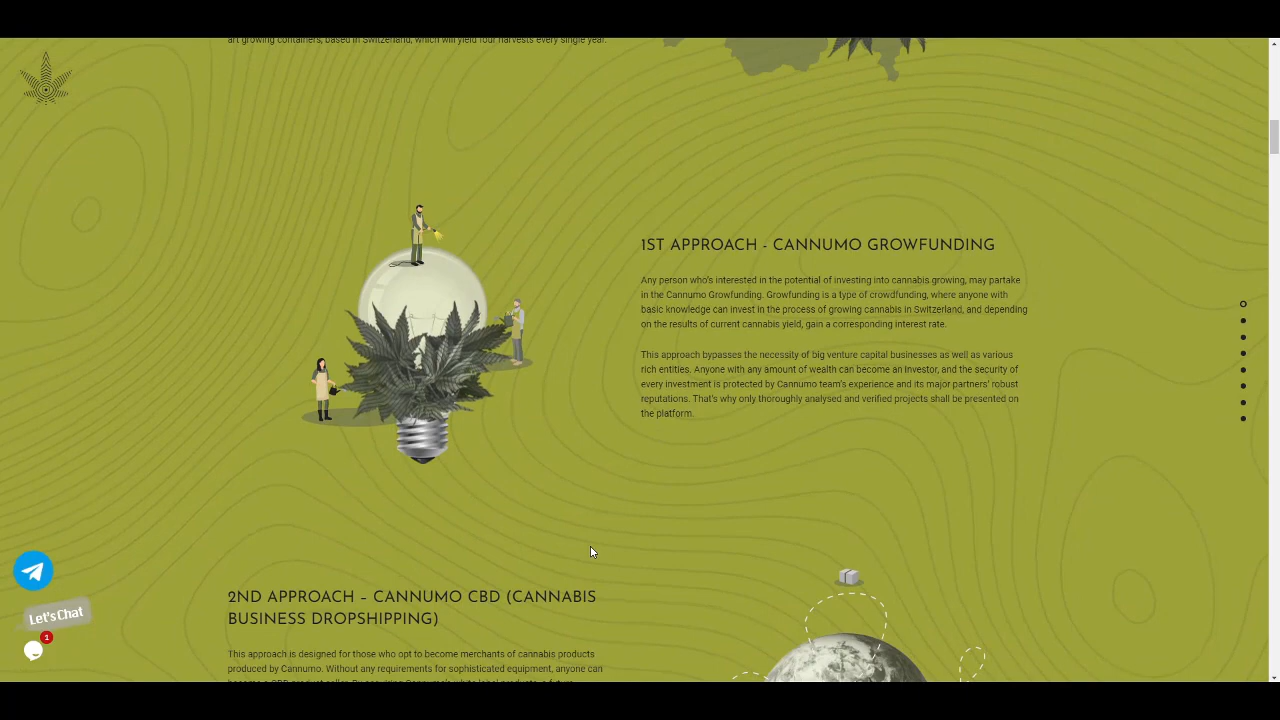 art growing containers, based in Switzerland, which will yield four harvests every single year.
1ST APPROACH - CANNUMO GROWFUNDING
Any person who's interested in the potential of investing into cannabis growing, may partake
in the Cannumo Growfunding. Growfunding is a type of crowdfunding, where anyone with
basic knowledge can invest in the process of growing cannabis in Switzerland, and depending
on the results of current cannabis yield, gain a corresponding interest rate.
This approach bypasses the necessity of big venture capital businesses as well as various
rich entities. Anyone with any amount of wealth can become an investor, and the security of
every investment is protected by Cannumo team's experience and its major partners' robust
reputations. That's why only thoroughly analysed and verified projects shall be presented on
the platform.
Let's Chat
1
2ND APPROACH – CANNUMO CBD (CANNABIS
BUSINESS DROPSHIPPING)
This approach is designed for those who opt to become merchants of cannabis products
produced by Cannumo. Without any requirements for sophisticated equipment, anyone can